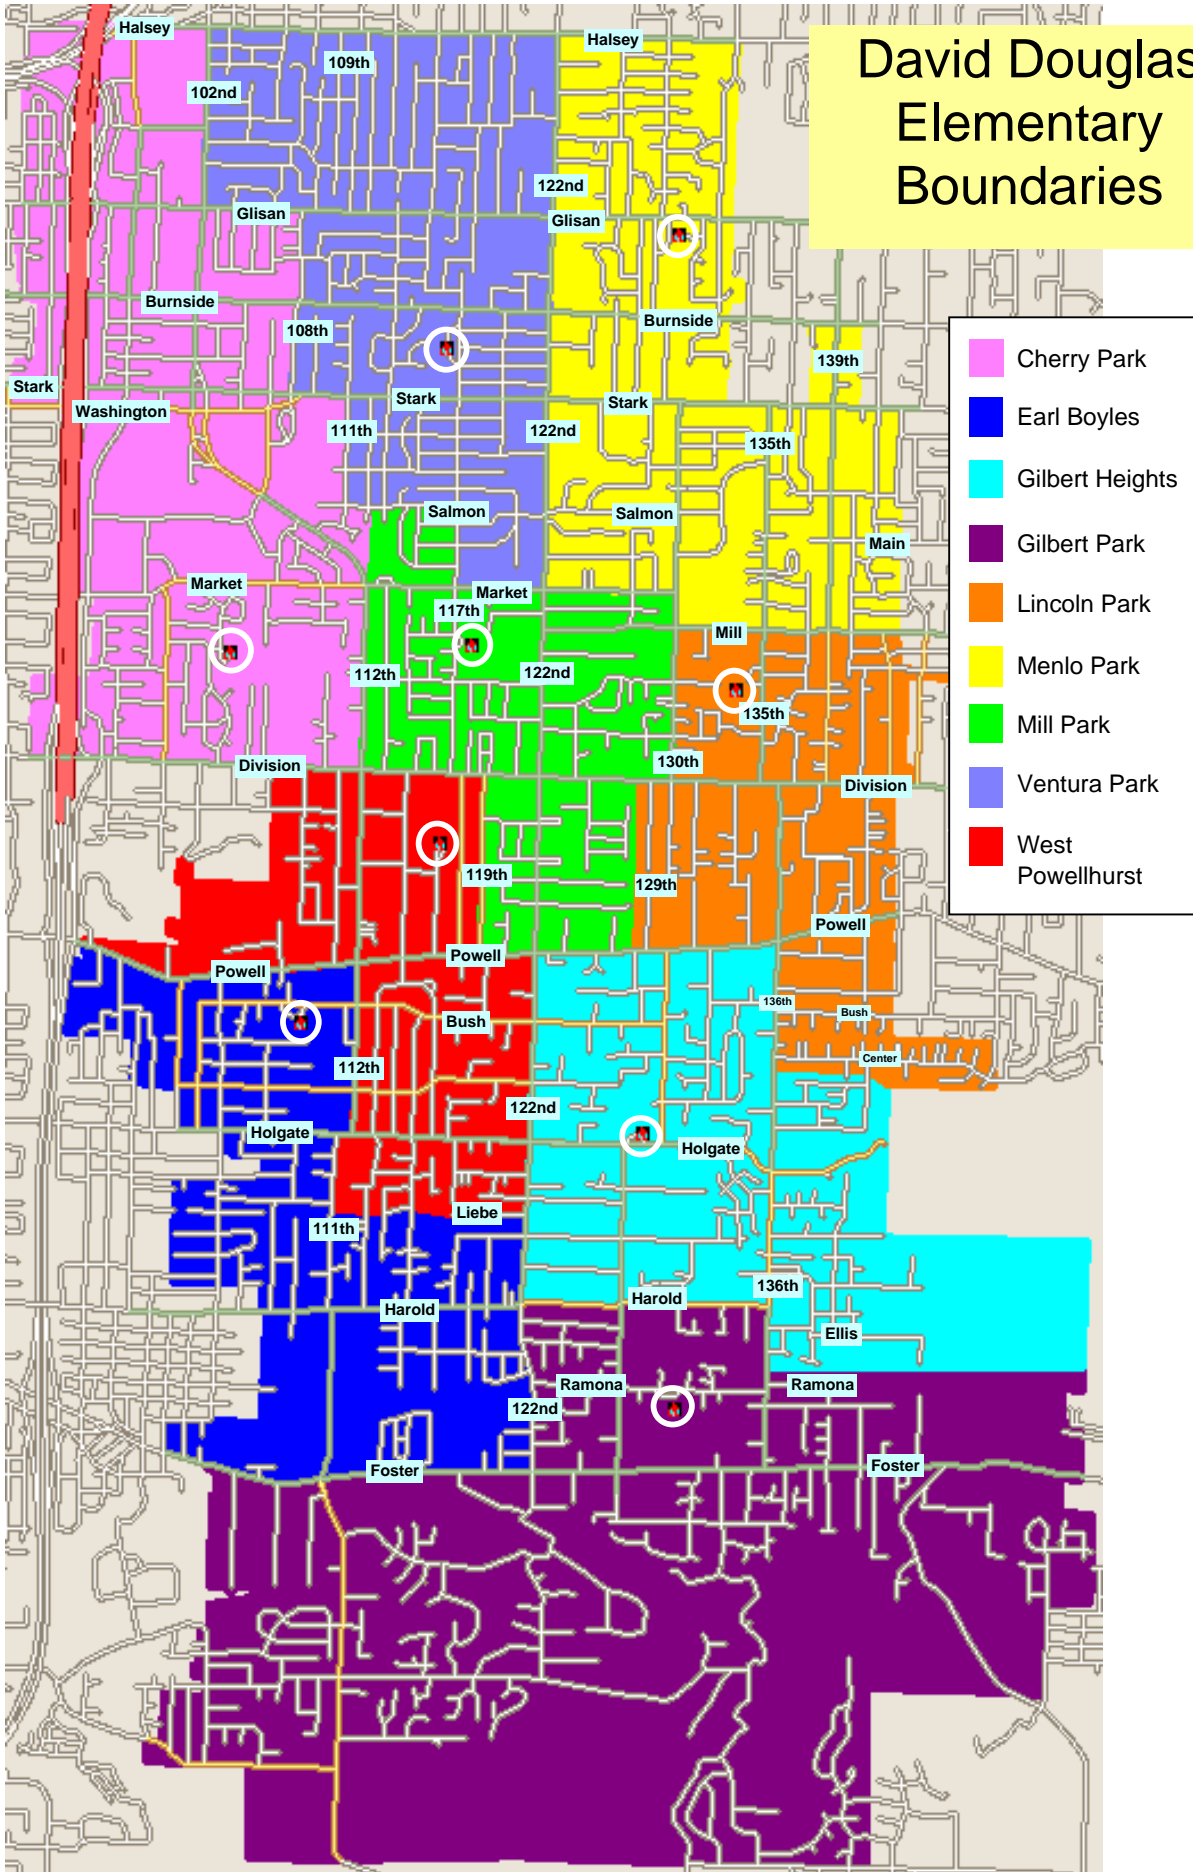 David Douglas
Elementary
Boundaries
Halsey
Halsey
109th
102nd
122nd
Glisan
Glisan
Burnside
Burnside
108th
139th
Stark
Washington
Stark
Stark
111th
122nd
135th
Salmon
Salmon
Main
Market
Market
117th
Mill
112th
122nd
135th
130th
Division
Division
119th
129th
Powell
Powell
Powell
136th
Bush
Bush
Center
112th
122nd
Holgate
Holgate
Liebe
111th
136th
Harold
Harold
Ellis
Ramona
Ramona
122nd
Foster
Foster
Cherry Park
Earl Boyles
Gilbert Heights
Gilbert Park
Lincoln Park
Menlo Park
Mill Park
Ventura Park
West
Powellhurst